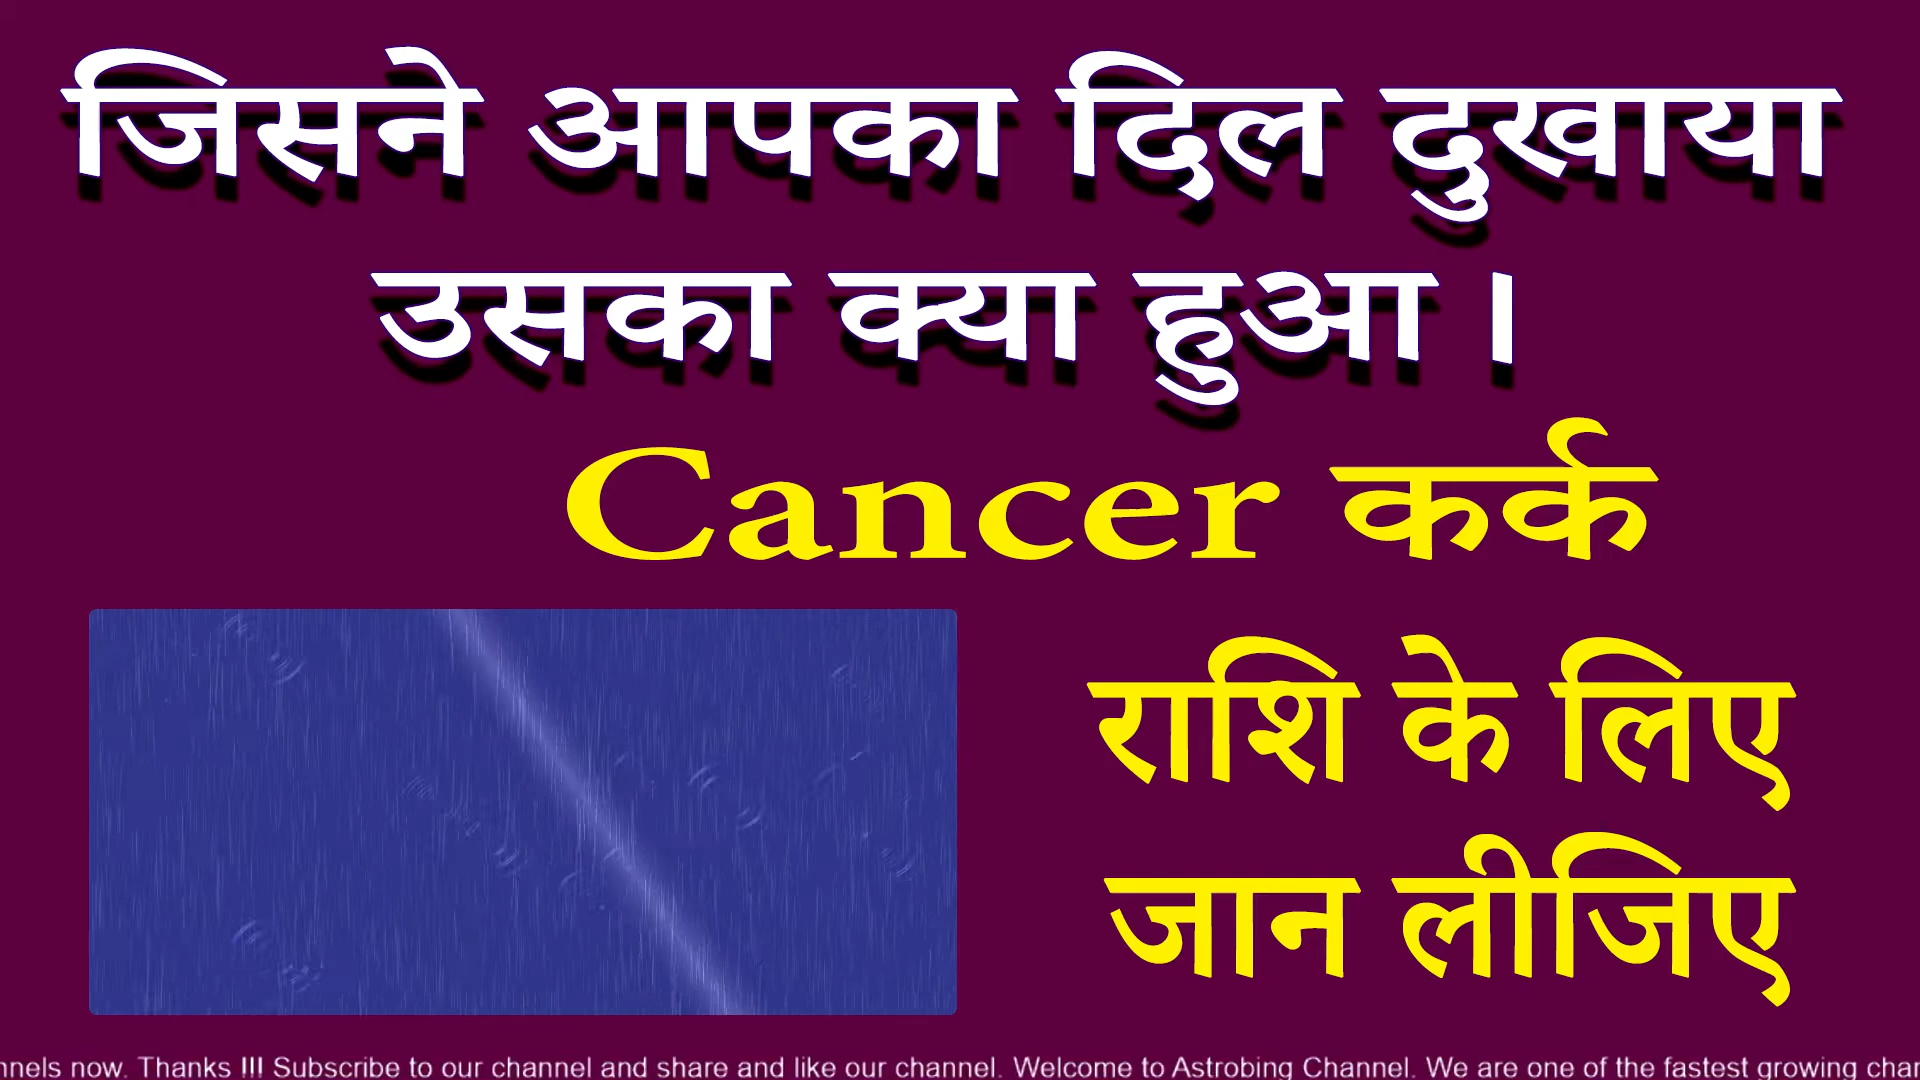 जिसने आपका दिल दुखाया
उसका क्या हुआ ।
Cancer कर्क
राशि के लिए
जान लीजिए
now. Thanks !!! Subscribe to our channel and share and like our channel. Welcome to Astrobing Channel. We are one of the fastest growing